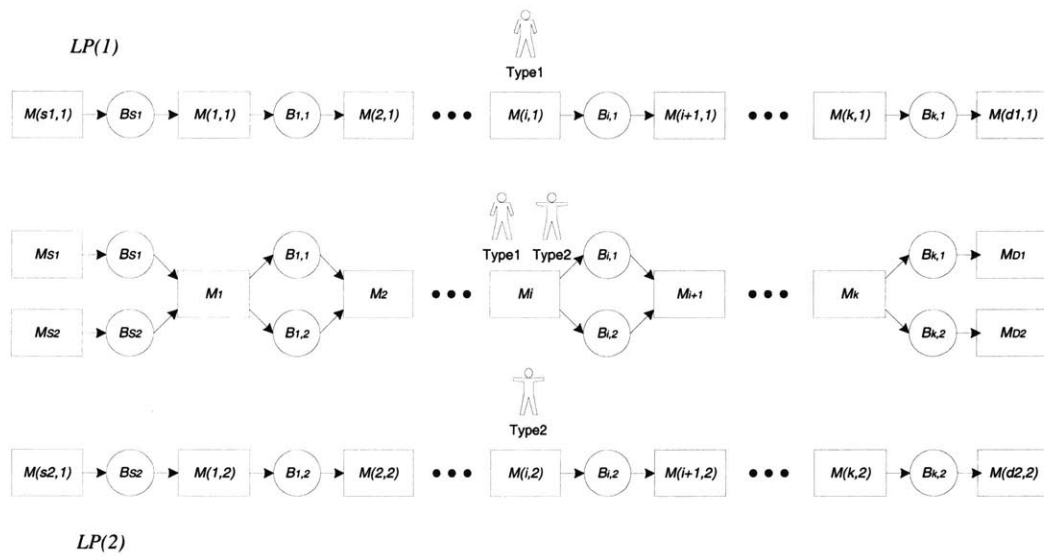 LP(1)
Type1
M(s1,1) BS1 M(1,1) B1,1 M(2,1) ••• M(i,1) Bi,1 M(i+1,1) ••• M(k,1) Bk,1 M(d1,1)
Type1 Type2
MS1 BS1 B1,1 Bi,1 Bk,1 MD1
M1 M2 ••• Mi Mi+1 ••• Mk
MS2 BS2 B1,2 Bi,2 Bk,2 MD2
Type2
M(s2,1) BS2 M(1,2) B1,2 M(2,2) ••• M(i,2) Bi,2 M(i+1,2) ••• M(k,2) Bk,2 M(d2,2)
LP(2)